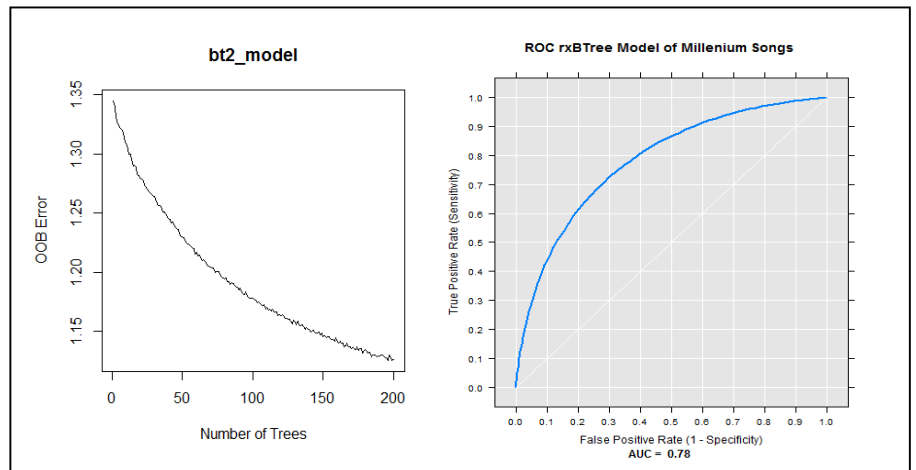 bt2_model
1.35
1.30
1.25
1.20
1.15
OOB Error
0 50 100 150 200
Number of Trees
ROC rxBTree Model of Millenium Songs
1.0
0.9
0.8
0.7
0.6
0.5
0.4
0.3
0.2
0.1
0.0
True Positive Rate (Sensitivity)
0.0 0.1 0.2 0.3 0.4 0.5 0.6 0.7 0.8 0.9 1.0
False Positive Rate (1 - Specificity)
AUC = 0.78